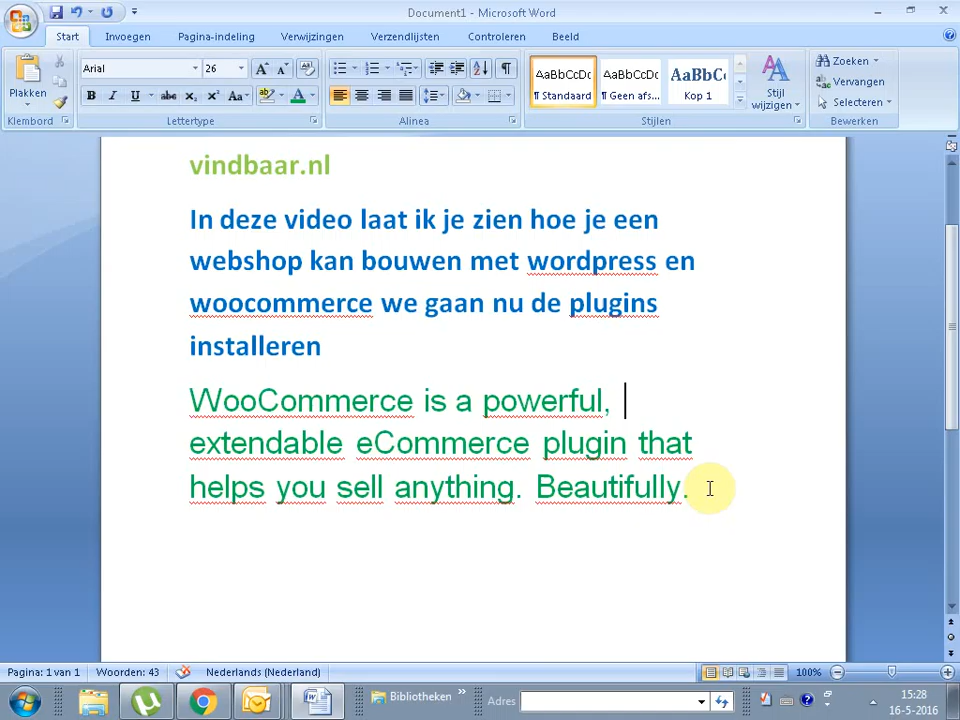 Document1 - Microsoft Word
Start Invoegen Pagina-indeling Verwijzingen Verzendlijsten Controleren Beeld
Plakken
Klembord
Arial 26
Lettertype
Alinea
AaBbCcDc AaBbCcDc AaBbC
¶ Standaard ¶ Geen afs... Kop 1
Stijl wijzigen
Stijlen
Zoeken
Vervangen
Selecteren
Bewerken
vindbaar.nl
In deze video laat ik je zien hoe je een
webshop kan bouwen met wordpress en
woocommerce we gaan nu de plugins
installeren
WooCommerce is a powerful,
extendable eCommerce plugin that
helps you sell anything. Beautifully.
Pagina: 1 van 1 Woorden: 43 Nederlands (Nederland) 100%
Bibliotheken » Adres 15:28
16-5-2016